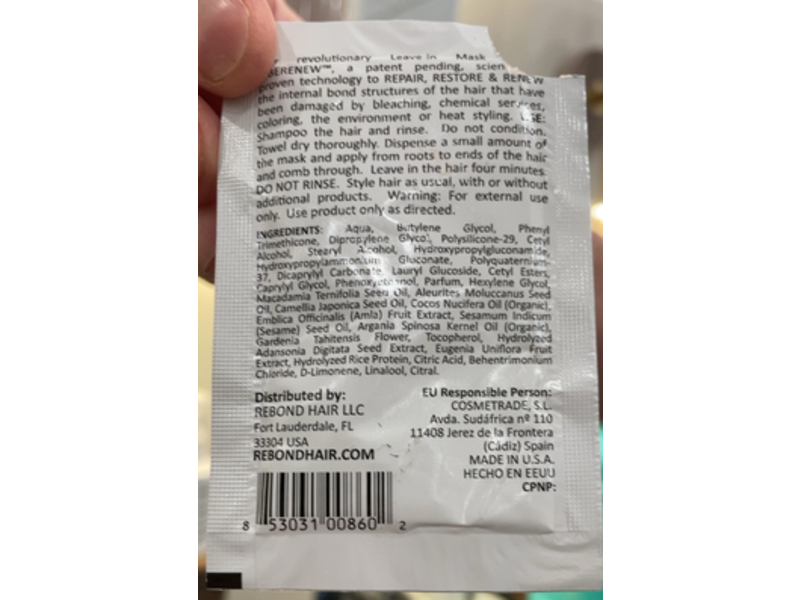 revolutionary Leave in Mask
BERENEW™, a patent pending, scien
proven technology to REPAIR, RESTORE & RENEW
the internal bond structures of the hair that have
been damaged by bleaching, chemical services,
coloring, the environment or heat styling. USE:
Shampoo the hair and rinse. Do not condition.
Towel dry thoroughly. Dispense a small amount of
the mask and apply from roots to ends of the hair
and comb through. Leave in the hair four minutes.
DO NOT RINSE. Style hair as usual, with or without
additional products. Warning: For external use
only. Use product only as directed.
INGREDIENTS: Aqua, Butylene Glycol, Phenyl
Trimethicone, Dipropylene Glycol, Polysilicone-29, Cetyl
Alcohol, Stearyl Alcohol, Hydroxypropylgluconamide,
Hydroxypropylammonium Gluconate, Polyquaternium-
37, Dicaprylyl Carbonate, Lauryl Glucoside, Cetyl Esters,
Caprylyl Glycol, Phenoxyethanol, Parfum, Hexylene Glycol,
Macadamia Ternifolia Seed Oil, Aleurites Moluccanus Seed
Oil, Camellia Japonica Seed Oil, Cocos Nucifera Oil (Organic),
Emblica Officinalis (Amla) Fruit Extract, Sesamum Indicum
(Sesame) Seed Oil, Argania Spinosa Kernel Oil (Organic),
Gardenia Tahitensis Flower, Tocopherol, Hydrolyzed
Adansonia Digitata Seed Extract, Eugenia Uniflora Fruit
Extract, Hydrolyzed Rice Protein, Citric Acid, Behentrimonium
Chloride, D-Limonene, Linalool, Citral.
Distributed by:
REBOND HAIR LLC
Fort Lauderdale, FL
33304 USA
REBONDHAIR.COM
EU Responsible Person:
COSMETRADE, S.L.
Avda. Sudáfrica nº 110
11408 Jerez de la Frontera
(Cádiz) Spain
MADE IN U.S.A.
HECHO EN EEUU
CPNP:
8 53031 00860 2